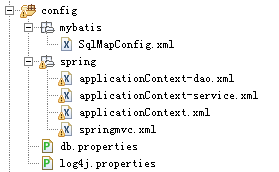 config
mybatis
SqlMapConfig.xml
spring
applicationContext-dao.xml
applicationContext-service.xml
applicationContext.xml
springmvc.xml
db.properties
log4j.properties